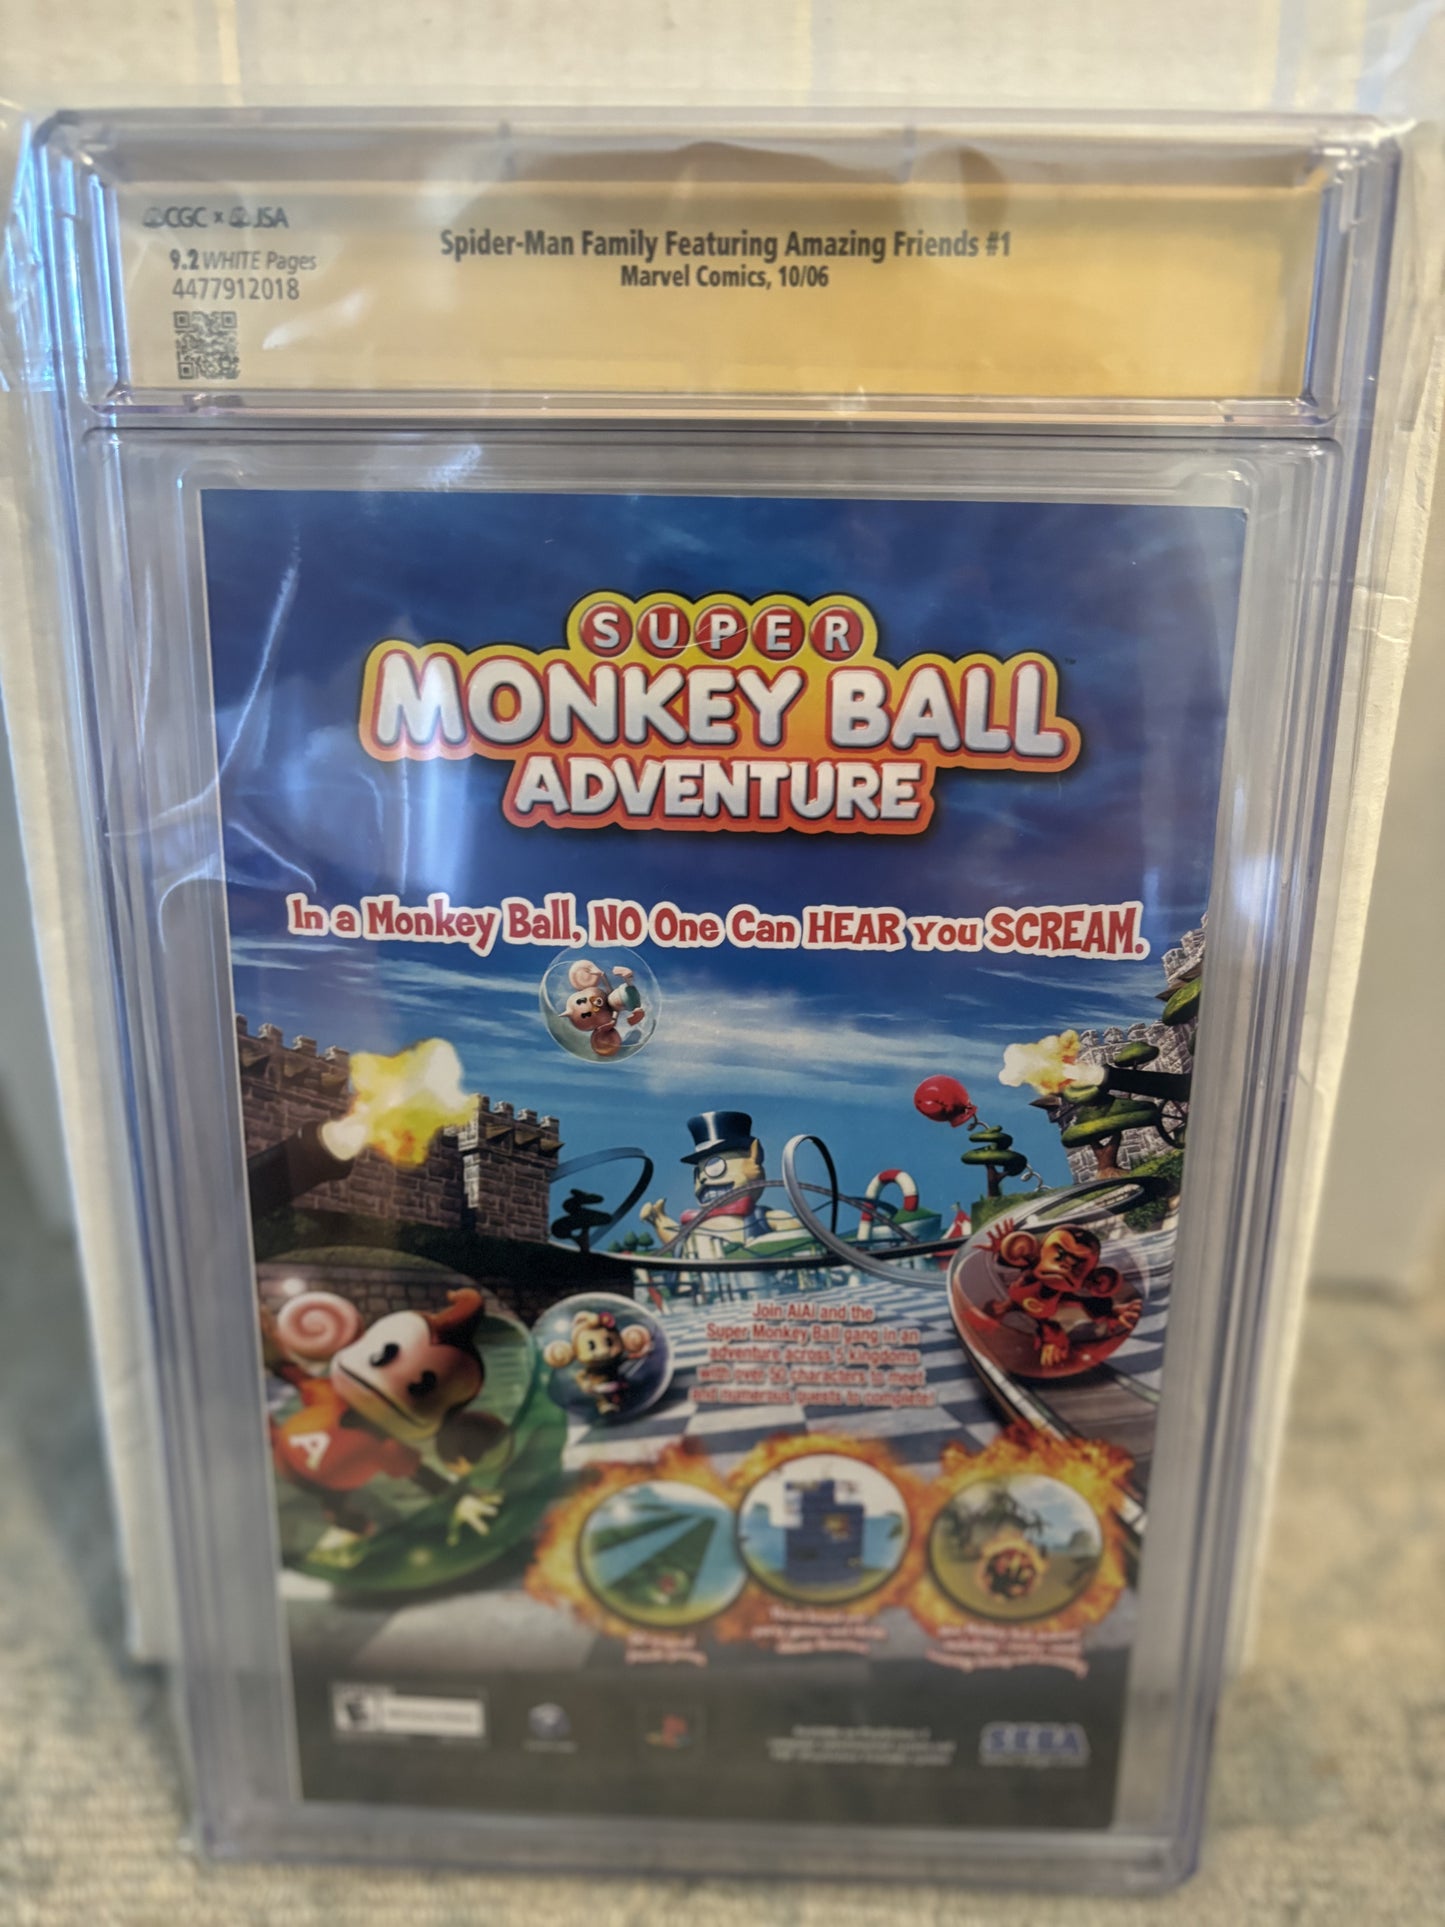 CGC x JSA
9.2 WHITE Pages
4477912018
Spider-Man Family Featuring Amazing Friends #1
Marvel Comics, 10/06
SUPER
MONKEY BALL
ADVENTURE
In a Monkey Ball, NO One Can HEAR You SCREAM.
Join AiAi and the
Super Monkey Ball gang in an
adventure across 5 kingdoms
with over 50 characters to meet
and numerous quests to complete!
A
E
SEGA